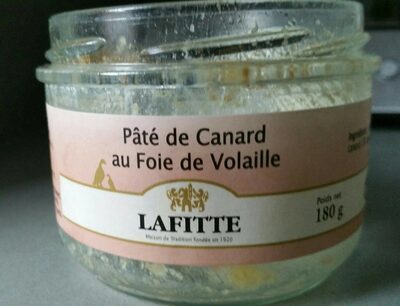 Pâté de Canard
au Foie de Volaille
LAFITTE
Maison de Tradition fondée en 1920
Poids net
180 g